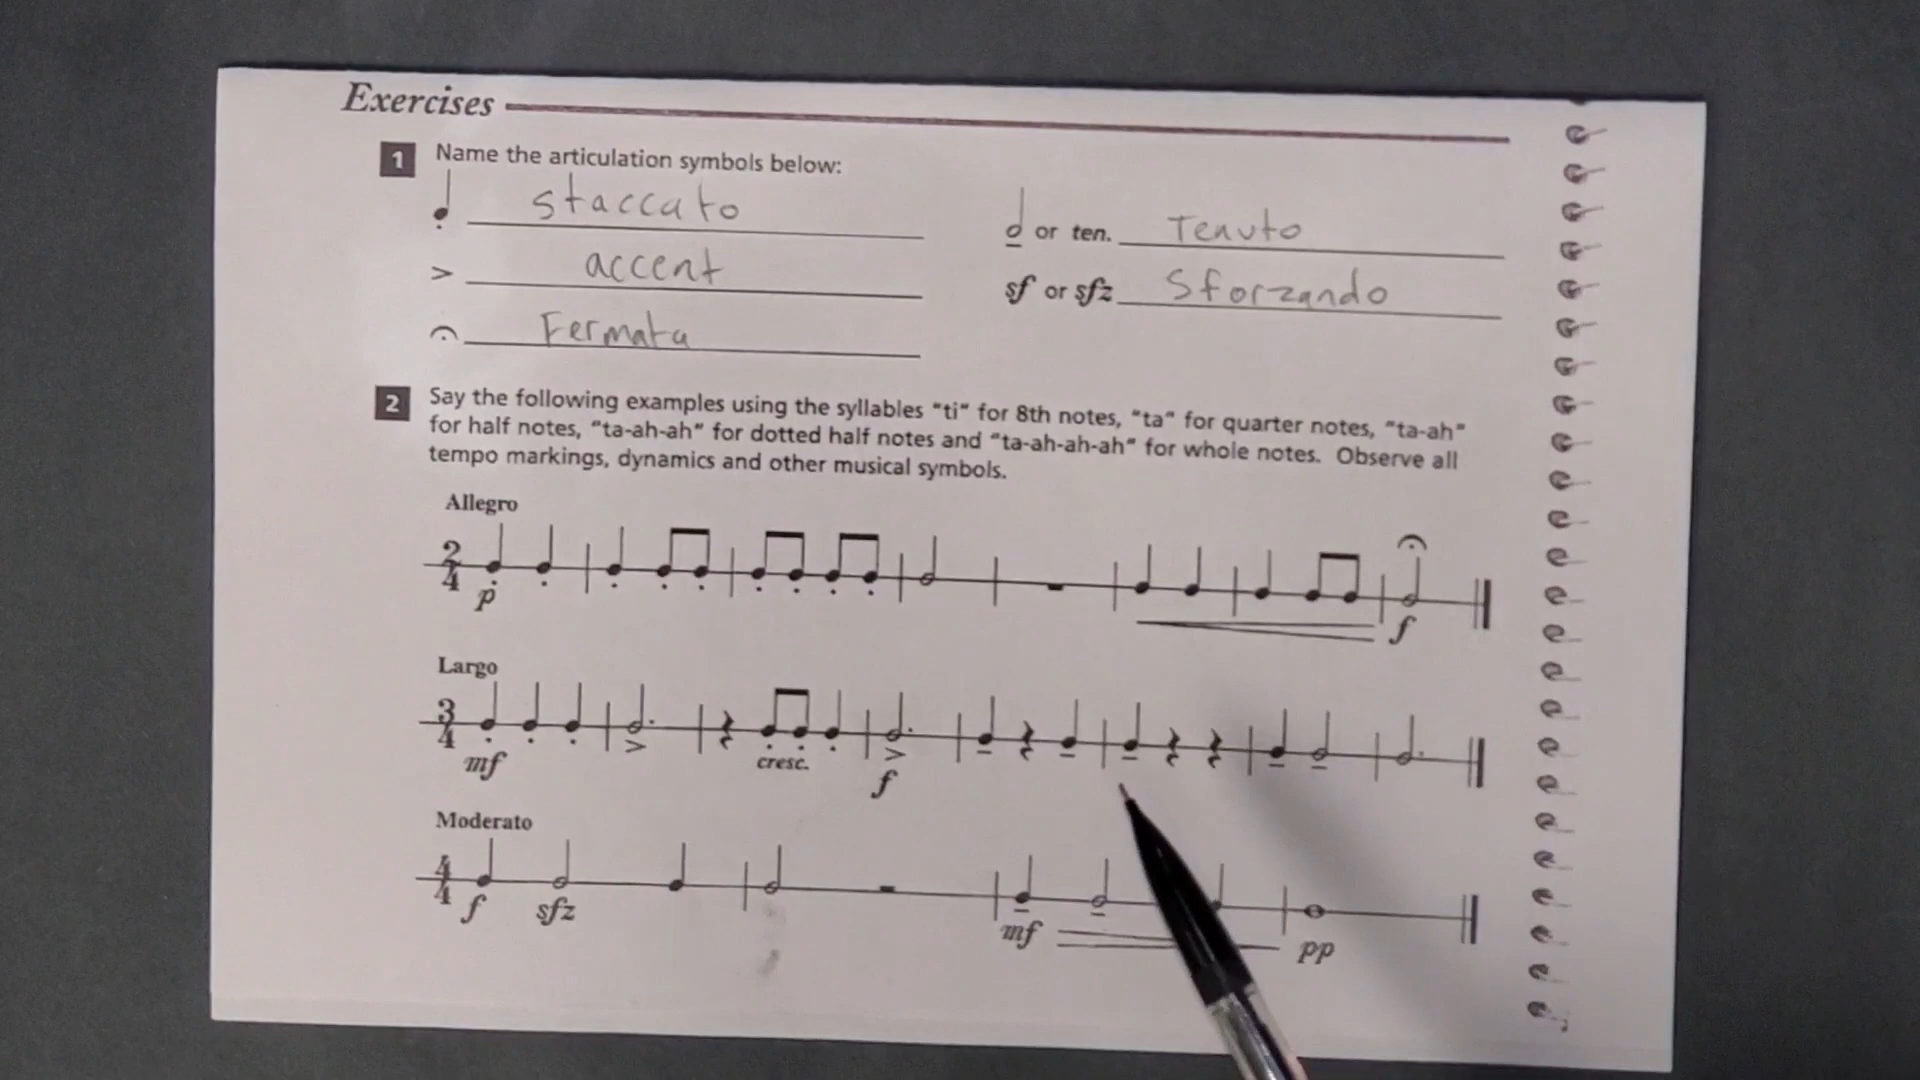 Exercises
1 Name the articulation symbols below:
staccato
or ten. Tenuto
> accent
sf or sfz Sforzando
Fermata
2 Say the following examples using the syllables "ti" for 8th notes, "ta" for quarter notes, "ta-ah"
for half notes, "ta-ah-ah" for dotted half notes and "ta-ah-ah-ah" for whole notes. Observe all
tempo markings, dynamics and other musical symbols.
Allegro
2
4
p f
Largo
3
4
mf cresc. f
Moderato
4
4
f sfz mf pp